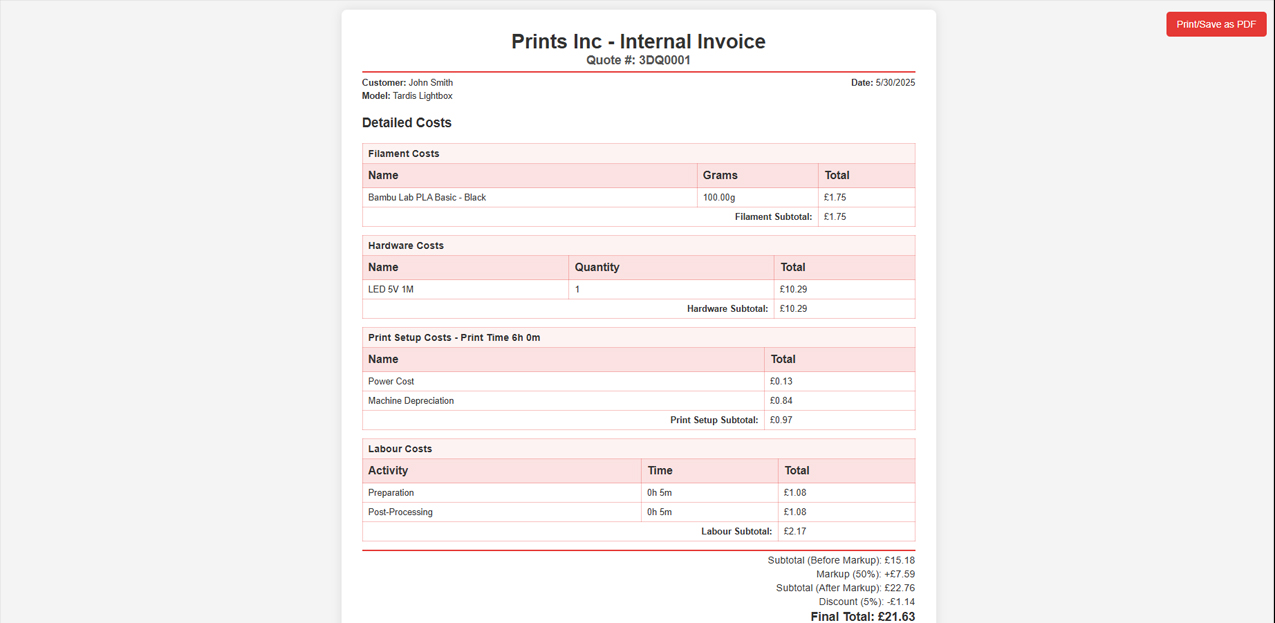 Print/Save as PDF
Prints Inc - Internal Invoice
Quote #: 3DQ0001
Customer: John Smith Date: 5/30/2025
Model: Tardis Lightbox
Detailed Costs
Filament Costs
Name Grams Total
Bambu Lab PLA Basic - Black 100.00g £1.75
Filament Subtotal: £1.75
Hardware Costs
Name Quantity Total
LED 5V 1M 1 £10.29
Hardware Subtotal: £10.29
Print Setup Costs - Print Time 6h 0m
Name Total
Power Cost £0.13
Machine Depreciation £0.84
Print Setup Subtotal: £0.97
Labour Costs
Activity Time Total
Preparation 0h 5m £1.08
Post-Processing 0h 5m £1.08
Labour Subtotal: £2.17
Subtotal (Before Markup): £15.18
Markup (50%): +£7.59
Subtotal (After Markup): £22.76
Discount (5%): -£1.14
Final Total: £21.63